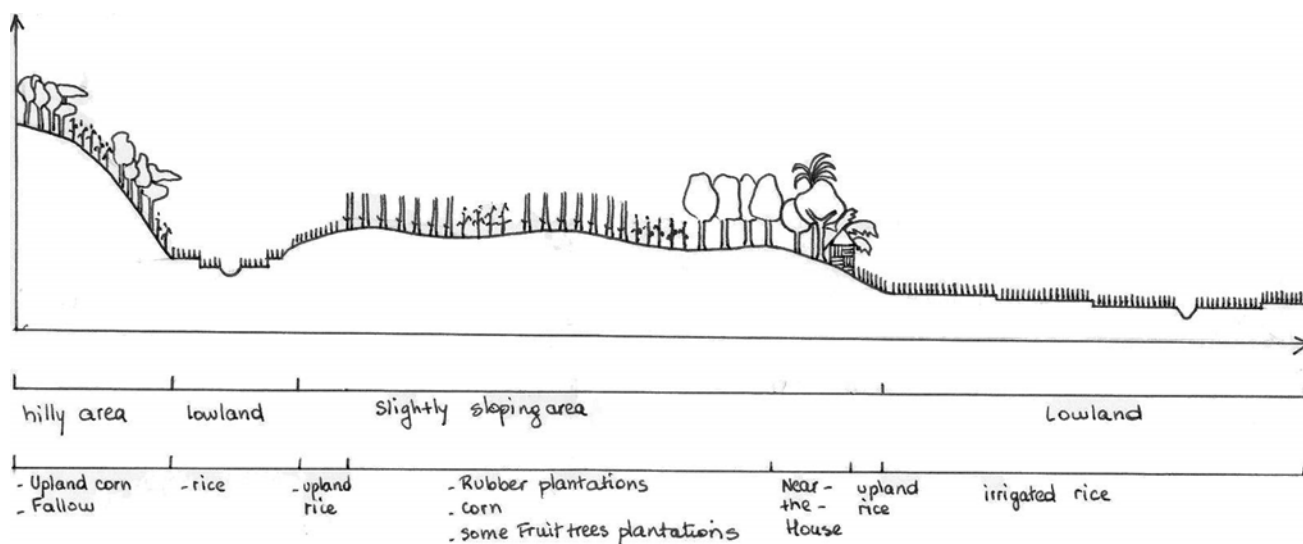 hilly area
lowland
Slightly sloping area
Lowland
- Upland corn
- Fallow
- rice
- upland
rice
- Rubber plantations
- corn
- some Fruit trees plantations
Near-
the-
House
upland
rice
irrigated rice